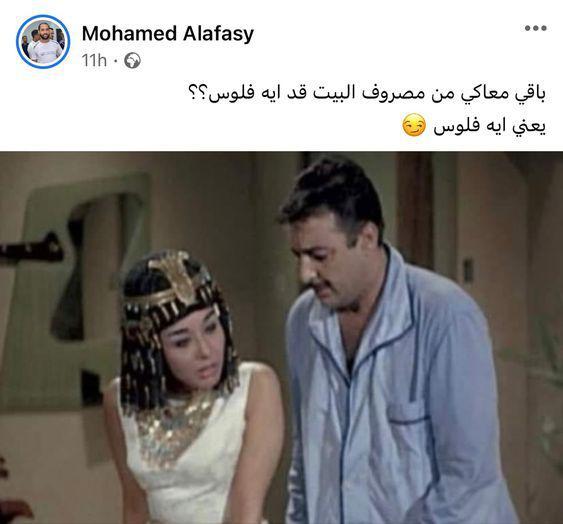 Mohamed Alafasy
11h ·
باقي معاكي من مصروف البيت قد ايه فلوس؟؟
يعني ايه فلوس 😏